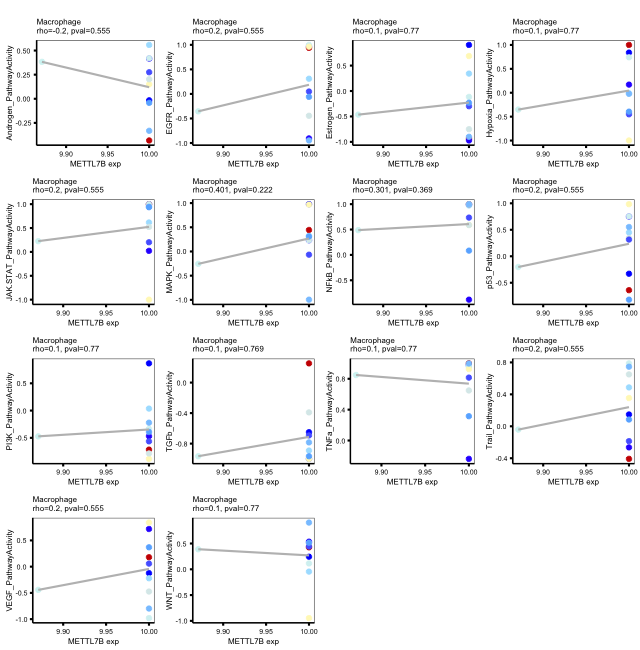 Macrophage
rho=-0.2, pval=0.555
Androgen_PathwayActivity
0.50
0.25
0.00
-0.25
9.90
9.95
10.00
METTL7B exp
Macrophage
rho=0.2, pval=0.555
EGFR_PathwayActivity
1.0
0.5
0.0
-0.5
-1.0
9.90
9.95
10.00
METTL7B exp
Macrophage
rho=0.1, pval=0.77
Estrogen_PathwayActivity
0.5
0.0
-0.5
-1.0
9.90
9.95
10.00
METTL7B exp
Macrophage
rho=0.1, pval=0.77
Hypoxia_PathwayActivity
1.0
0.5
0.0
-0.5
-1.0
9.90
9.95
10.00
METTL7B exp
Macrophage
rho=0.2, pval=0.555
JAK.STAT_PathwayActivity
1.0
0.5
0.0
-0.5
-1.0
9.90
9.95
10.00
METTL7B exp
Macrophage
rho=0.401, pval=0.222
MAPK_PathwayActivity
1.0
0.5
0.0
-0.5
-1.0
9.90
9.95
10.00
METTL7B exp
Macrophage
rho=0.301, pval=0.369
NFkB_PathwayActivity
1.0
0.5
0.0
-0.5
9.90
9.95
10.00
METTL7B exp
Macrophage
rho=0.2, pval=0.555
p53_PathwayActivity
1.0
0.5
0.0
-0.5
9.90
9.95
10.00
METTL7B exp
Macrophage
rho=0.1, pval=0.77
PI3K_PathwayActivity
0.5
0.0
-0.5
9.90
9.95
10.00
METTL7B exp
Macrophage
rho=0.1, pval=0.769
TGFb_PathwayActivity
0.0
-0.4
-0.8
9.90
9.95
10.00
METTL7B exp
Macrophage
rho=0.1, pval=0.77
TNFa_PathwayActivity
0.8
0.4
0.0
9.90
9.95
10.00
METTL7B exp
Macrophage
rho=0.2, pval=0.555
Trail_PathwayActivity
0.8
0.4
0.0
-0.4
9.90
9.95
10.00
METTL7B exp
Macrophage
rho=0.2, pval=0.555
VEGF_PathwayActivity
0.5
0.0
-0.5
-1.0
9.90
9.95
10.00
METTL7B exp
Macrophage
rho=0.1, pval=0.77
WNT_PathwayActivity
0.5
0.0
-0.5
-1.0
9.90
9.95
10.00
METTL7B exp